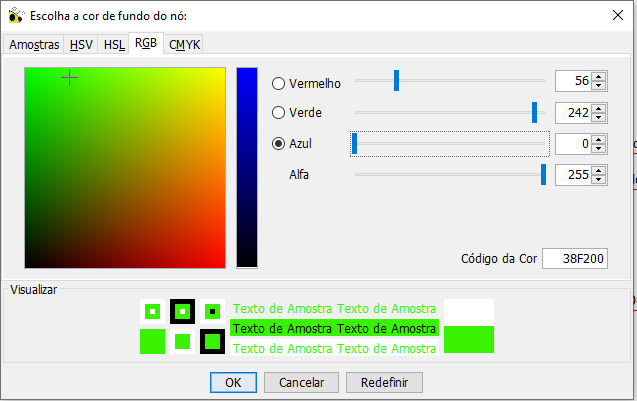 Escolha a cor de fundo do nó:
Amostras HSV HSL RGB CMYK
Vermelho 56
Verde 242
Azul 0
Alfa 255
Código da Cor 38F200
Visualizar
Texto de Amostra Texto de Amostra
Texto de Amostra Texto de Amostra
Texto de Amostra Texto de Amostra
OK Cancelar Redefinir